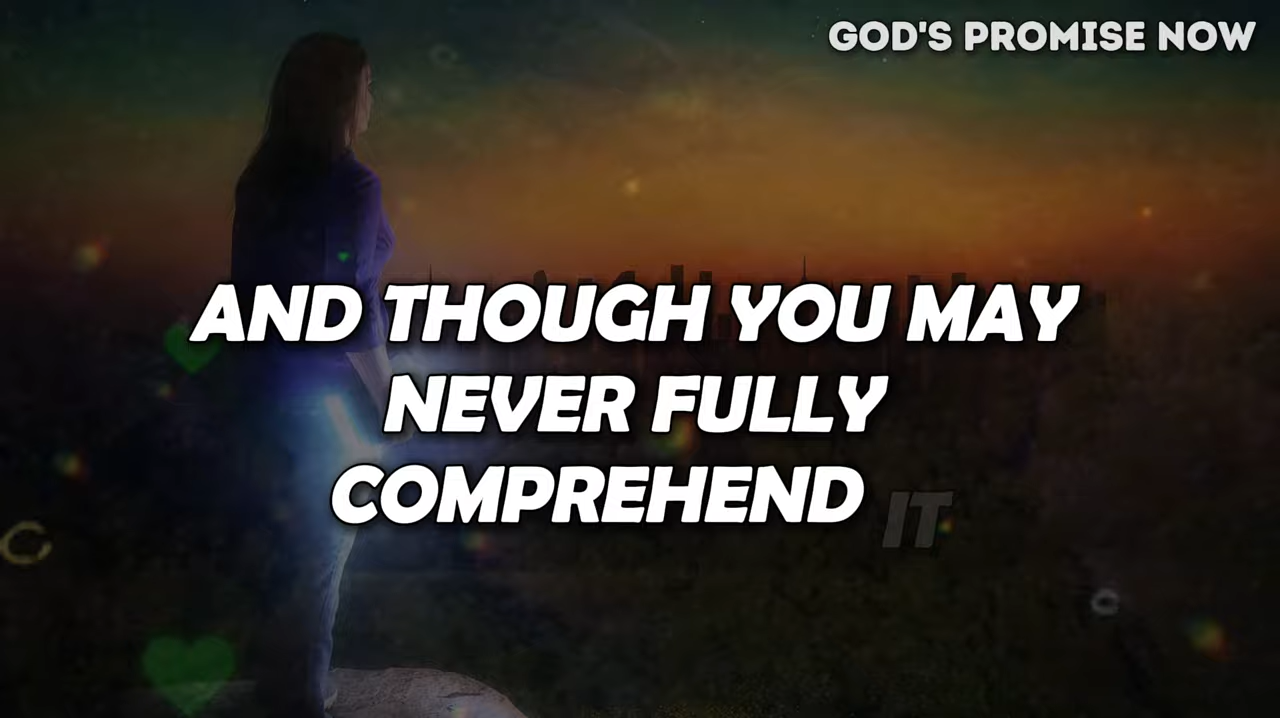 GOD'S PROMISE NOW
AND THOUGH YOU MAY
NEVER FULLY
COMPREHEND IT